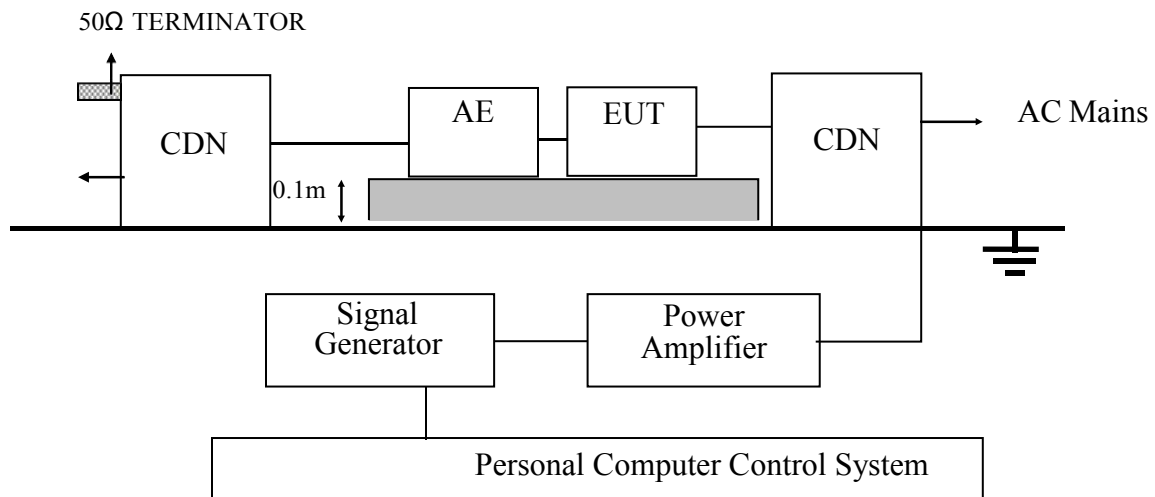 50Ω TERMINATOR
CDN
AE
EUT
CDN
AC Mains
0.1m
Signal
Generator
Power
Amplifier
Personal Computer Control System